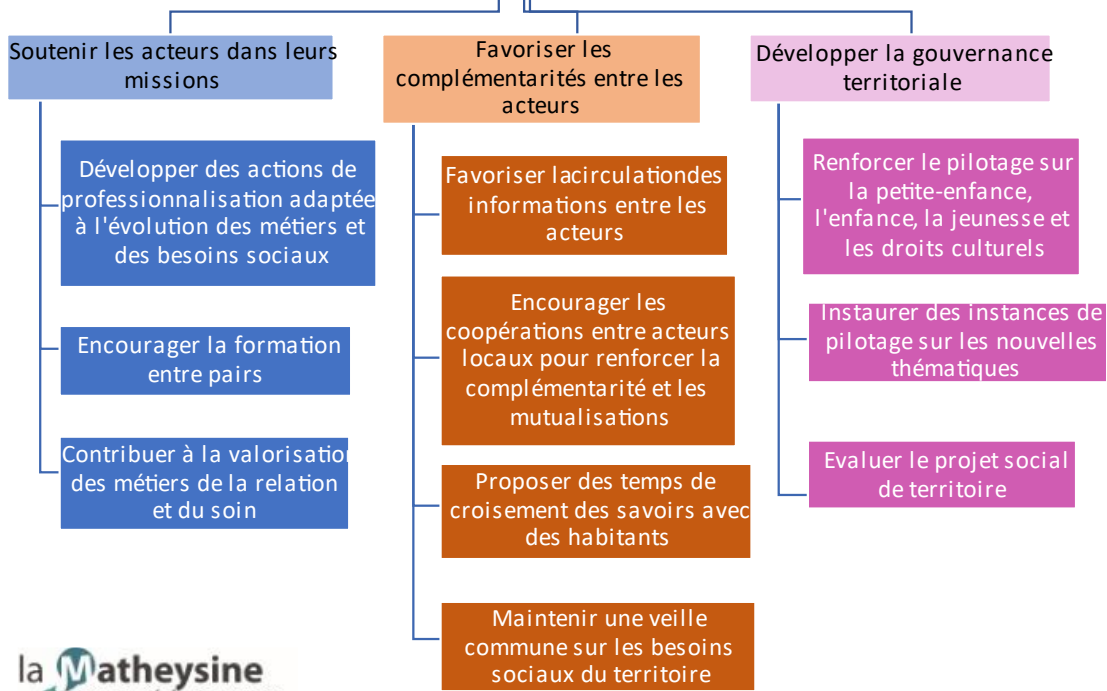 Soutenir les acteurs dans leurs
missions
Développer des actions de
professionnalisation adaptée
à l'évolution des métiers et
des besoins sociaux
Encourager la formation
entre pairs
Contribuer à la valorisation
des métiers de la relation
et du soin
Favoriser les
complémentarités entre les
acteurs
Favoriser lacirculationdes
informations entre les
acteurs
Encourager les
coopérations entre acteurs
locaux pour renforcer la
complémentarité et les
mutualisations
Proposer des temps de
croisement des savoirs avec
des habitants
Maintenir une veille
commune sur les besoins
sociaux du territoire
Développer la gouvernance
territoriale
Renforcer le pilotage sur
la petite-enfance,
l'enfance, la jeunesse et
les droits culturels
Instaurer des instances de
pilotage sur les nouvelles
thématiques
Evaluer le projet social
de territoire
la Matheysine